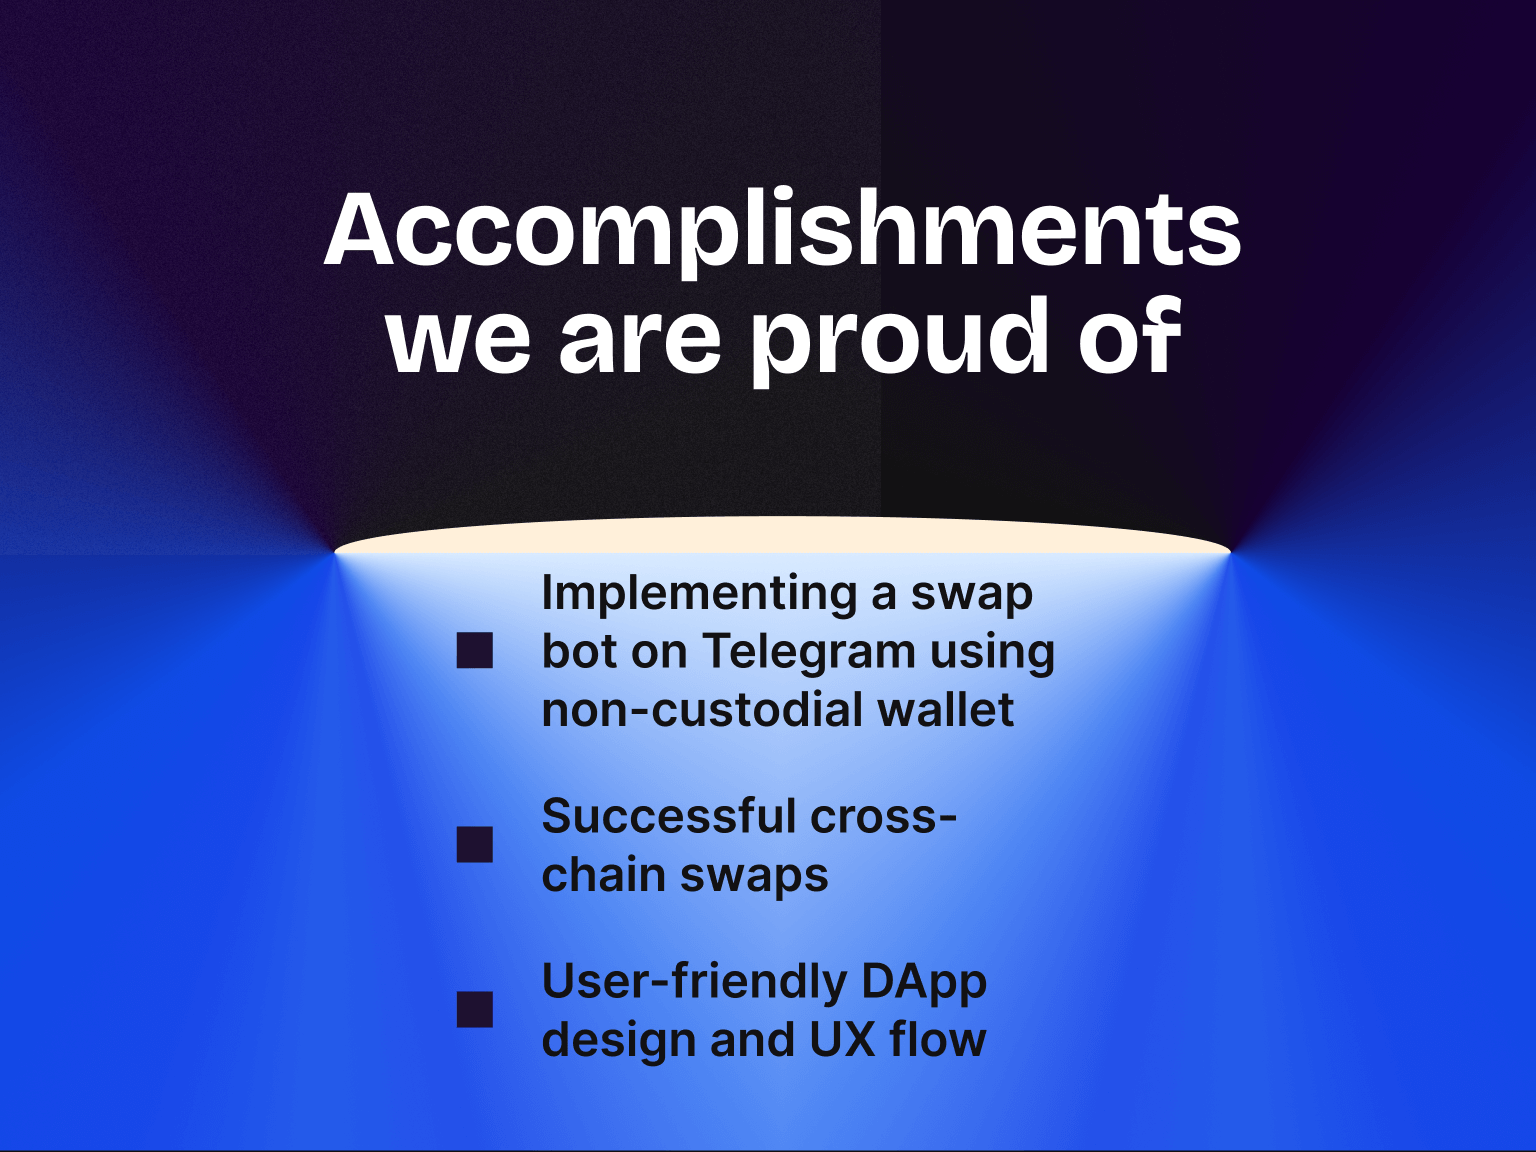 Accomplishments
we are proud of
Implementing a swap
bot on Telegram using
non-custodial wallet
Successful cross-
chain swaps
User-friendly DApp
design and UX flow